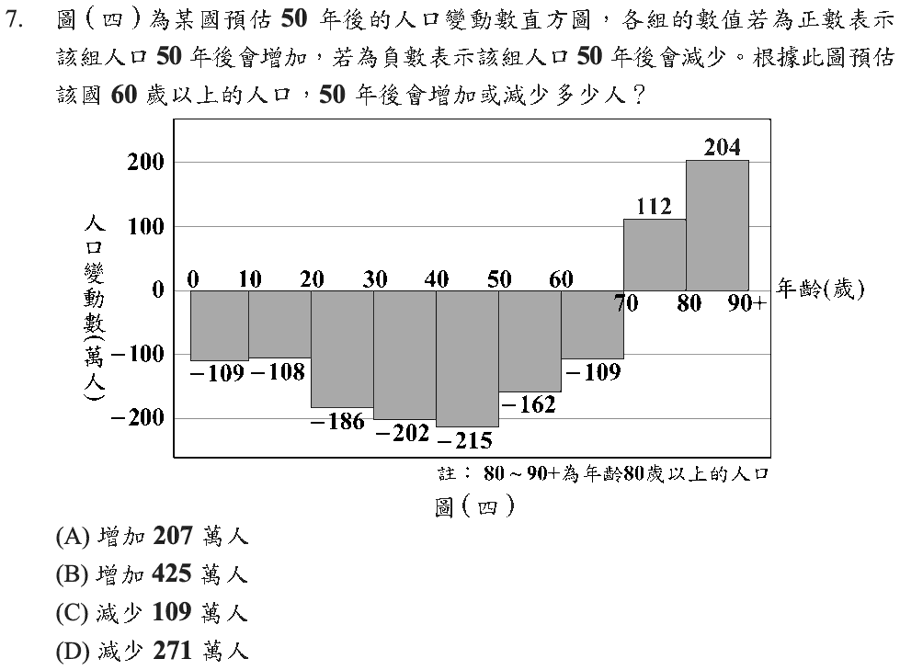 7. 圖(四)為某國預估 50 年後的人口變動數直方圖，各組的數值若為正數表示
該組人口 50 年後會增加，若為負數表示該組人口 50 年後會減少。根據此圖預估
該國 60 歲以上的人口，50 年後會增加或減少多少人？
204
200
112
100
人口變動數(萬人)
0 10 20 30 40 50 60
0
年齡(歲)
70 80 90+
−100
−109 −108 −109
−162
−200
−186
−202 −215
註： 80～90+為年齡80歲以上的人口
圖(四)
(A) 增加 207 萬人
(B) 增加 425 萬人
(C) 減少 109 萬人
(D) 減少 271 萬人